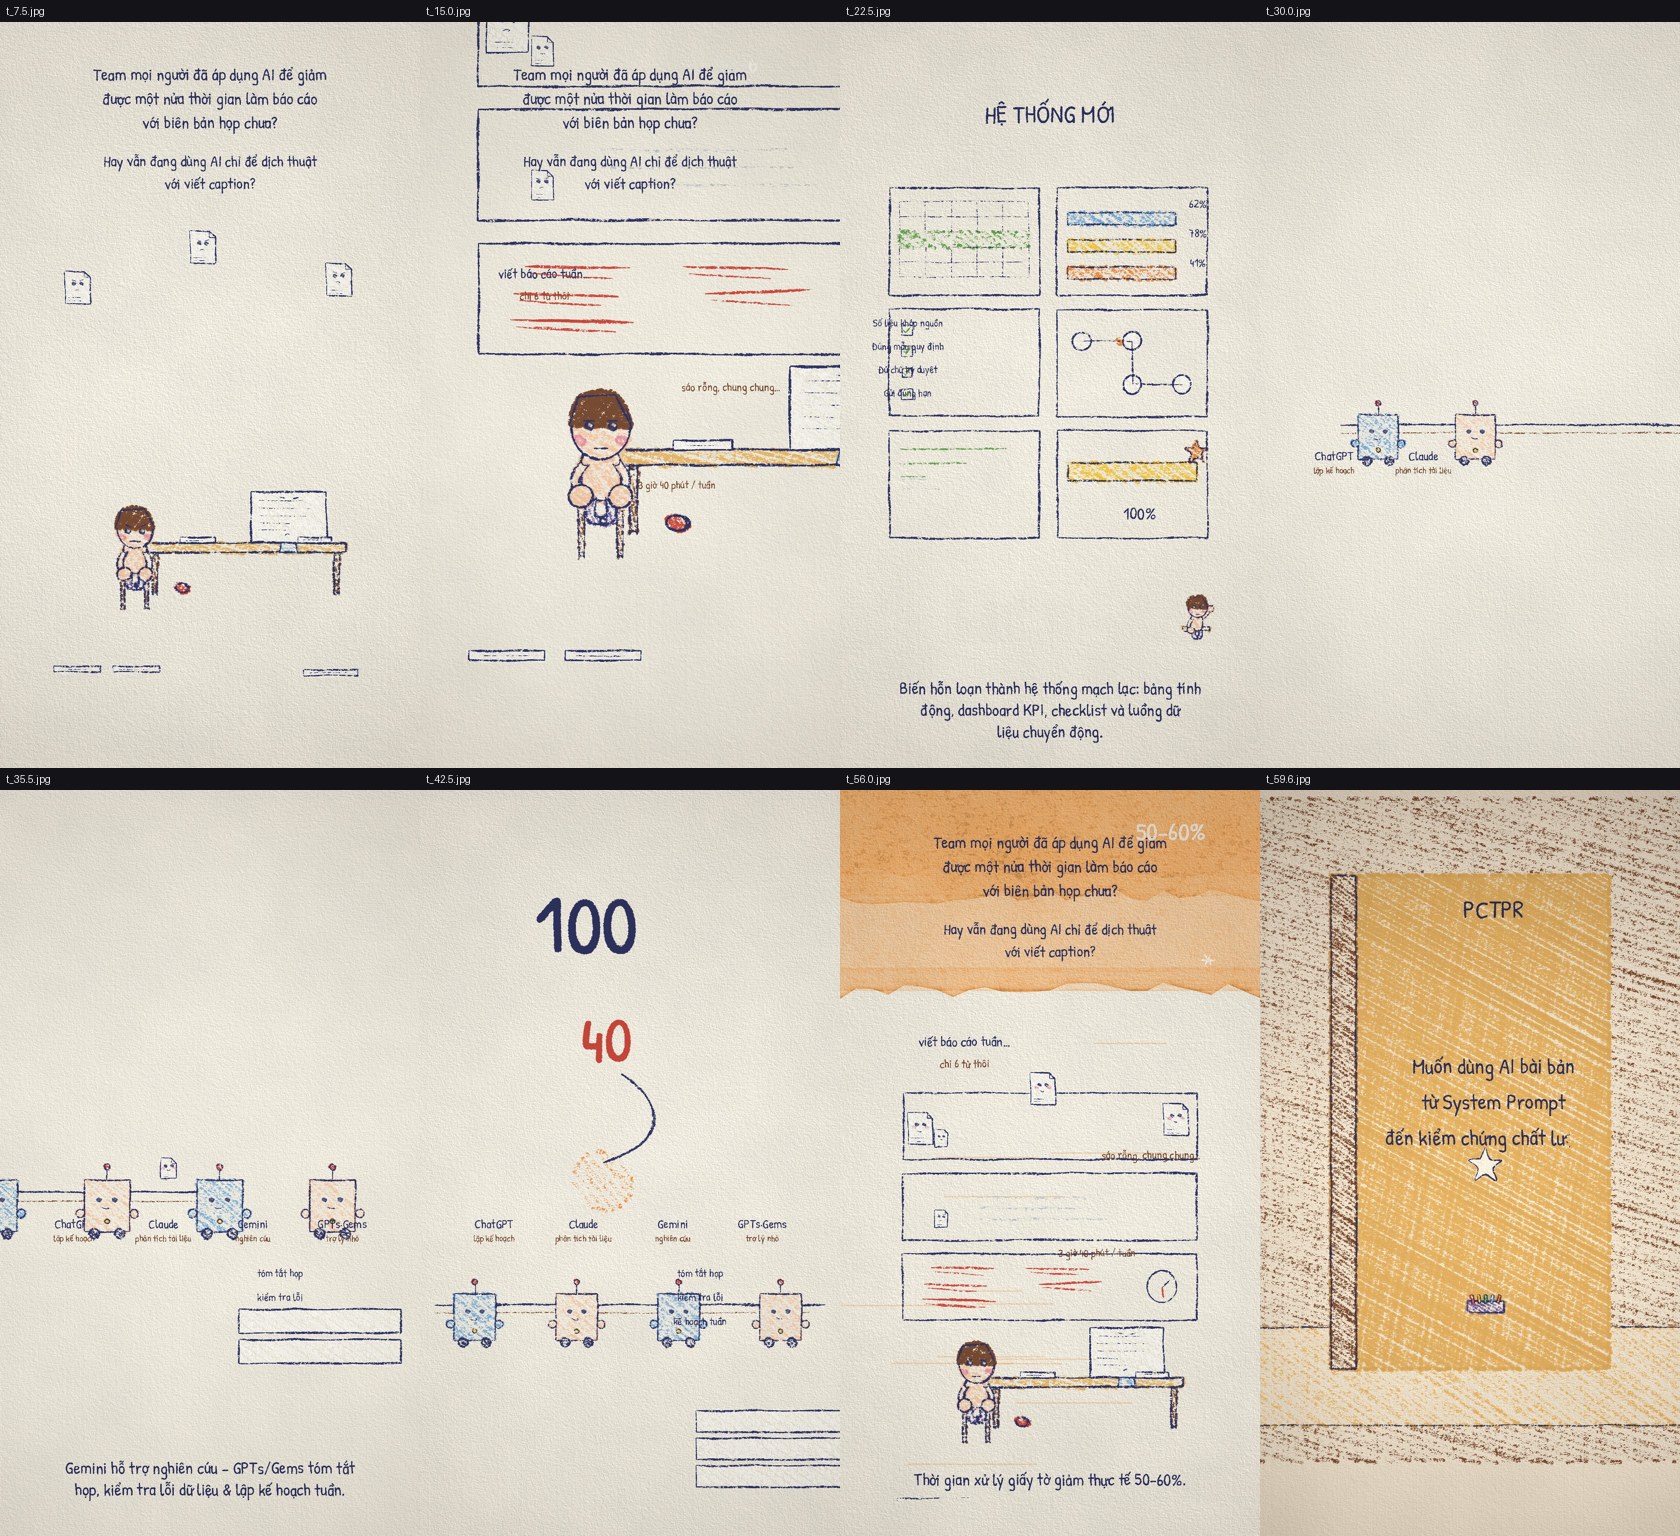 t_7.5.jpg
Team mọi người đã áp dụng AI để giảm
được một nửa thời gian làm báo cáo
với biên bản họp chưa?
Hay vẫn đang dùng AI chỉ để dịch thuật
với viết caption?
t_15.0.jpg
Team mọi người đã áp dụng AI để giảm
được một nửa thời gian làm báo cáo
với biên bản họp chưa?
Hay vẫn đang dùng AI chỉ để dịch thuật
với viết caption?
viết báo cáo tuần
chỉ 6 từ thôi
sáo rỗng, chung chung...
3 giờ 40 phút / tuần
t_22.5.jpg
HỆ THỐNG MỚI
62%
78%
41%
Số liệu khớp nguồn
Đúng mẫu quy định
Đủ chữ ký duyệt
Gửi đúng hạn
100%
Biến hỗn loạn thành hệ thống mạch lạc: bảng tính
động, dashboard KPI, checklist và luồng dữ
liệu chuyển động.
t_30.0.jpg
ChatGPT
lập kế hoạch
Claude
phân tích tài liệu
t_35.5.jpg
Claude
phân tích tài liệu
Gemini
nghiên cứu
GPTs·Gems
trợ lý nhỏ
tóm tắt họp
kiểm tra lỗi
Gemini hỗ trợ nghiên cứu – GPTs/Gems tóm tắt
họp, kiểm tra lỗi dữ liệu & lập kế hoạch tuần.
t_42.5.jpg
100
40
ChatGPT
lập kế hoạch
Claude
phân tích tài liệu
Gemini
nghiên cứu
GPTs·Gems
trợ lý nhỏ
tóm tắt họp
kiểm tra lỗi
kế hoạch tuần
t_56.0.jpg
50–60%
Team mọi người đã áp dụng AI để giảm
được một nửa thời gian làm báo cáo
với biên bản họp chưa?
Hay vẫn đang dùng AI chỉ để dịch thuật
với viết caption?
viết báo cáo tuần...
chỉ 6 từ thôi
sáo rỗng, chung chung
3 giờ 40 phút / tuần
Thời gian xử lý giấy tờ giảm thực tế 50-60%.
t_59.6.jpg
PCTPR
Muốn dùng AI bài bản
từ System Prompt
đến kiểm chứng chất lư